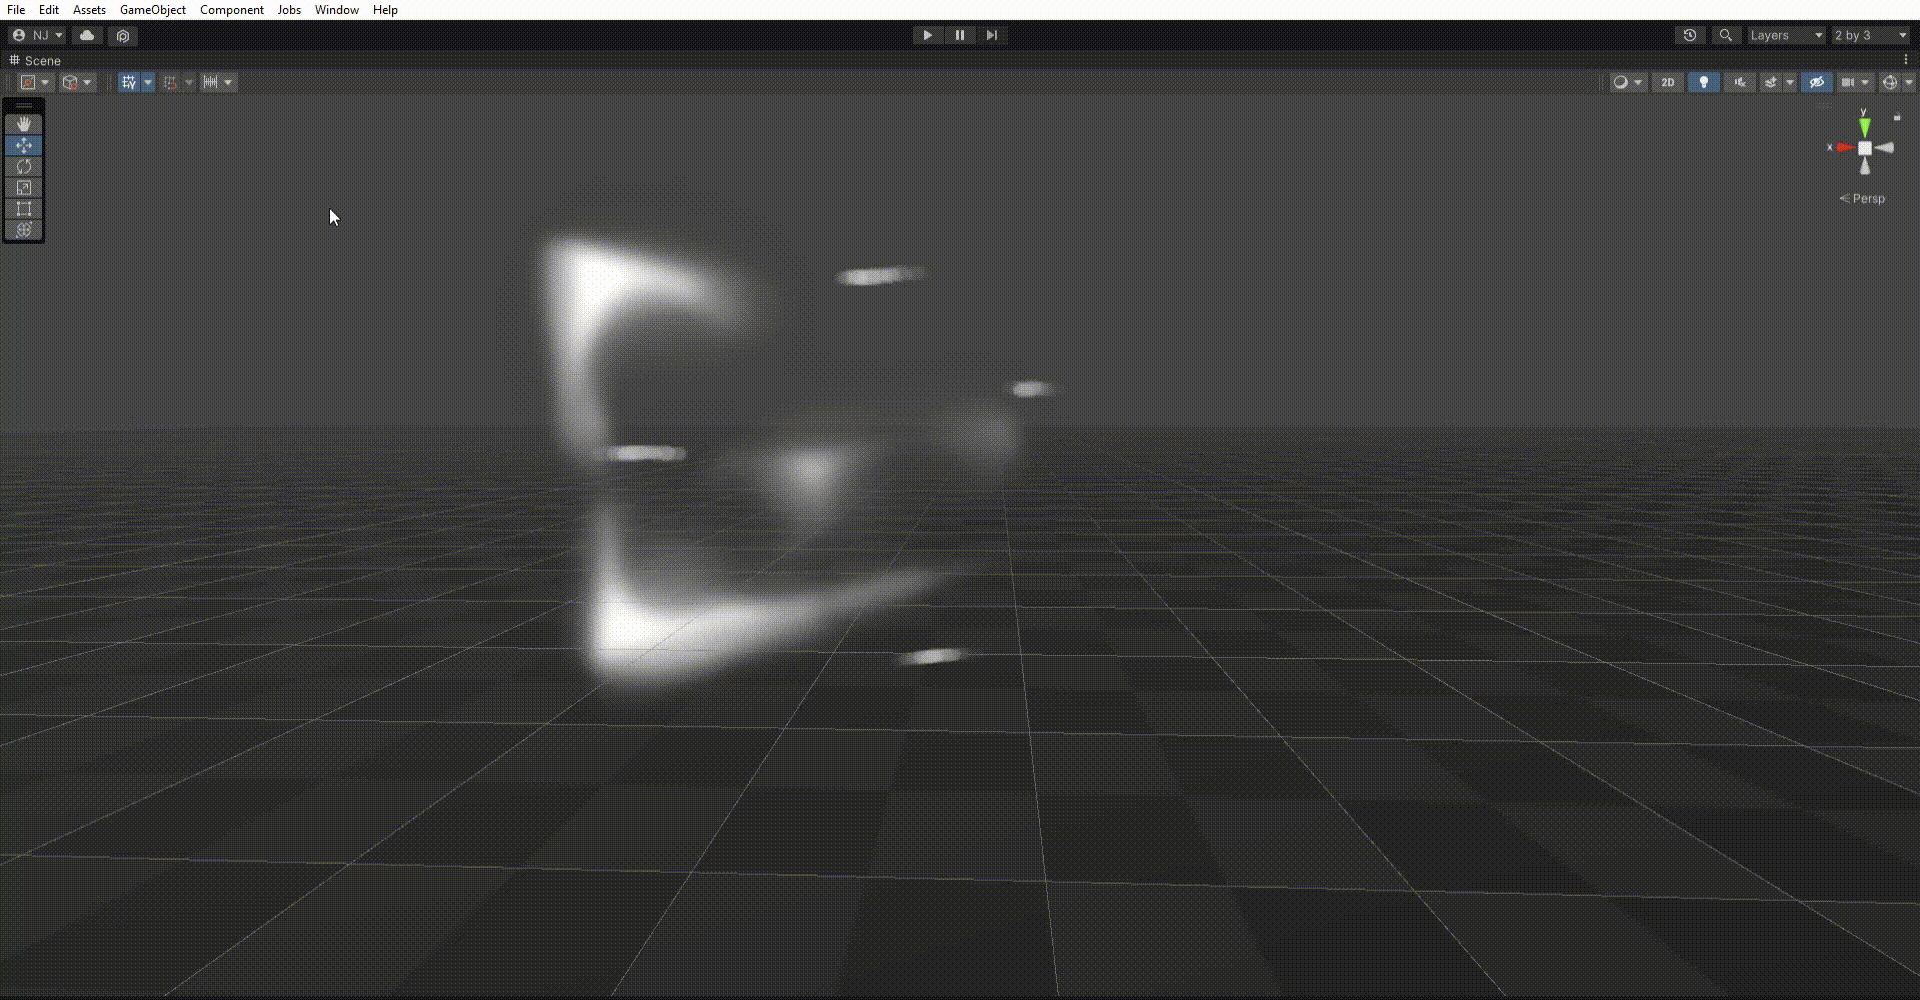 File Edit Assets GameObject Component Jobs Window Help
NJ Layers 2 by 3
Scene
2D
y
x
Persp